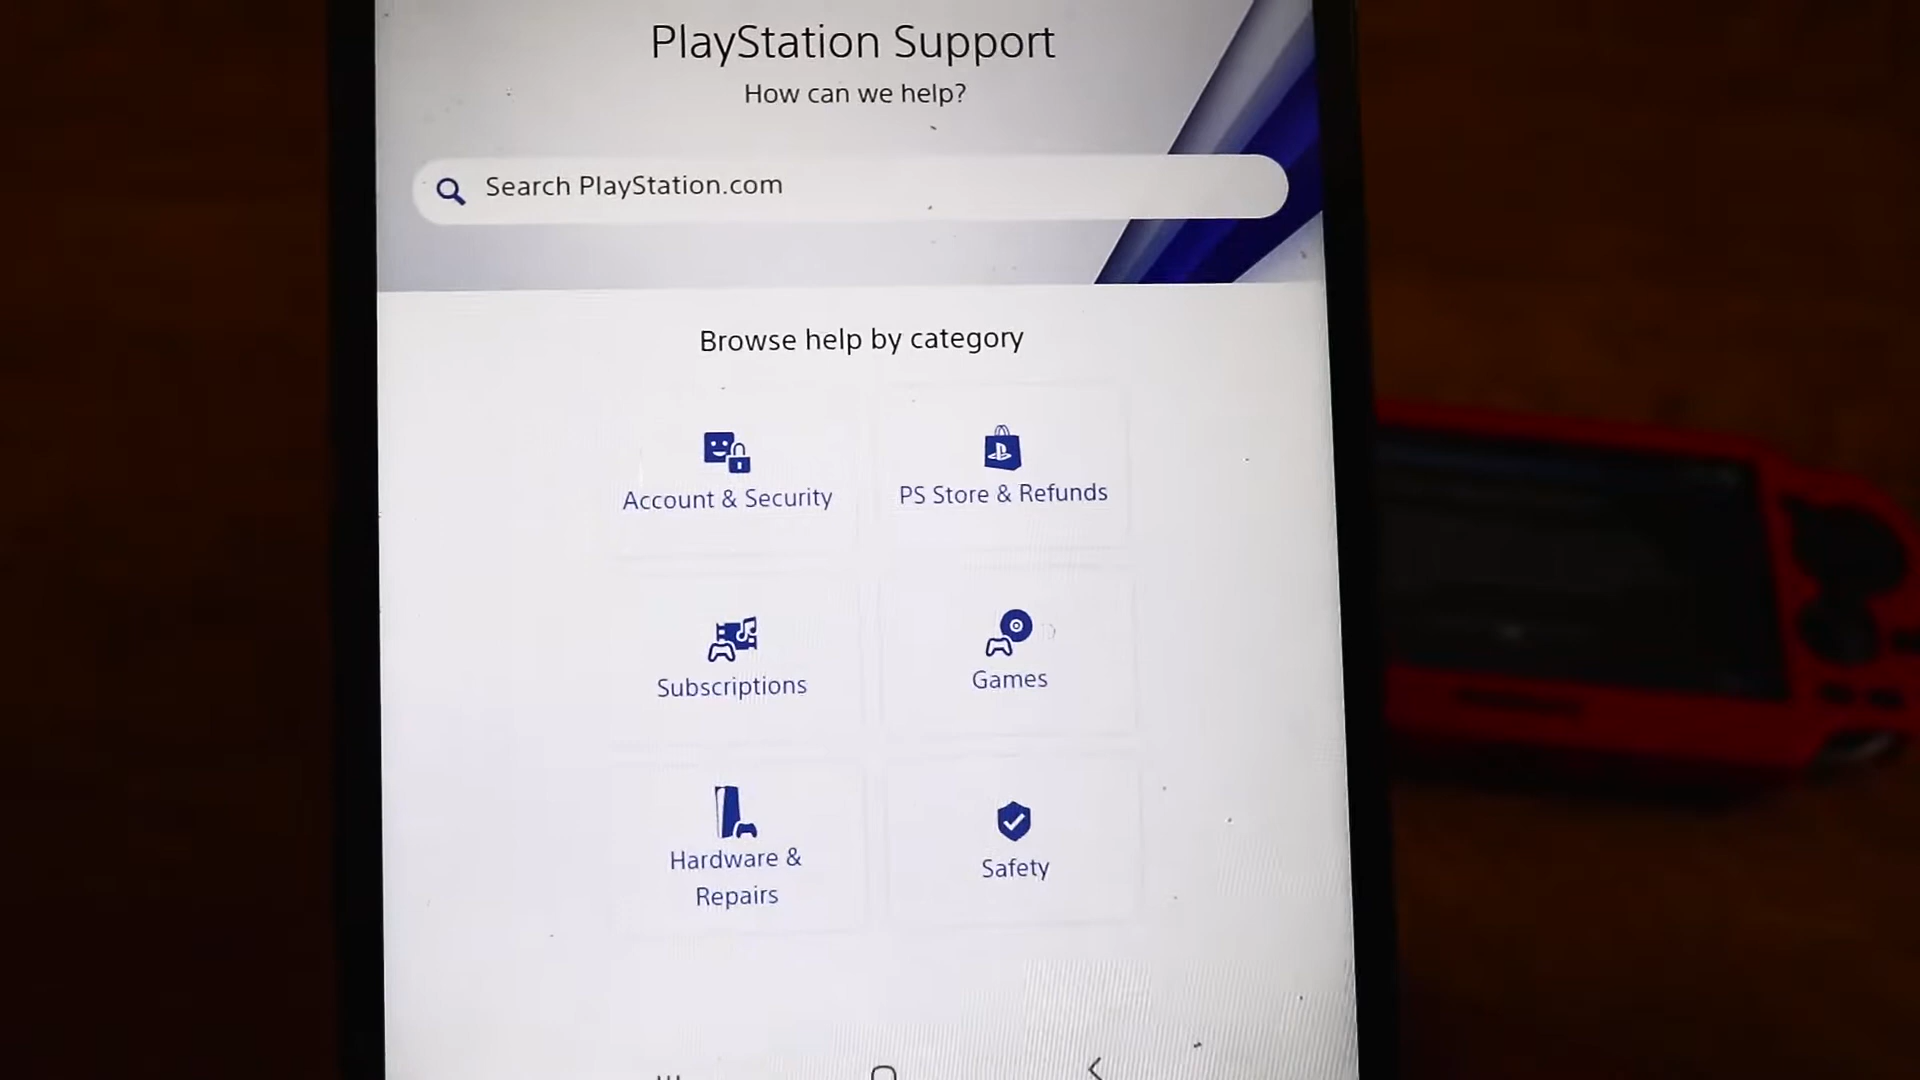 PlayStation Support
How can we help?
Search PlayStation.com
Browse help by category
Account & Security
PS Store & Refunds
Subscriptions
Games
Hardware &
Repairs
Safety